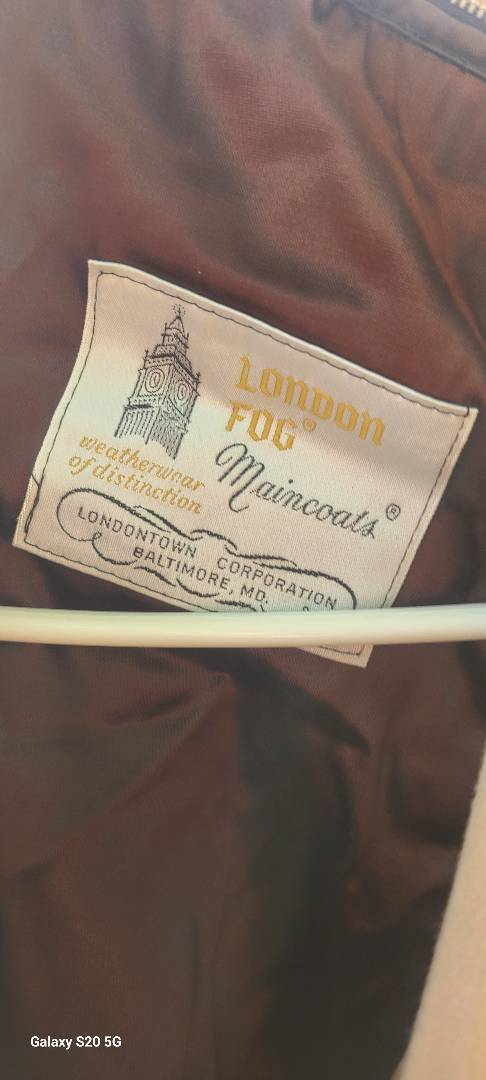 LONDON
FOG®
Maincoats®
weatherwear
of distinction
LONDONTOWN CORPORATION
BALTIMORE, MD.
Galaxy S20 5G